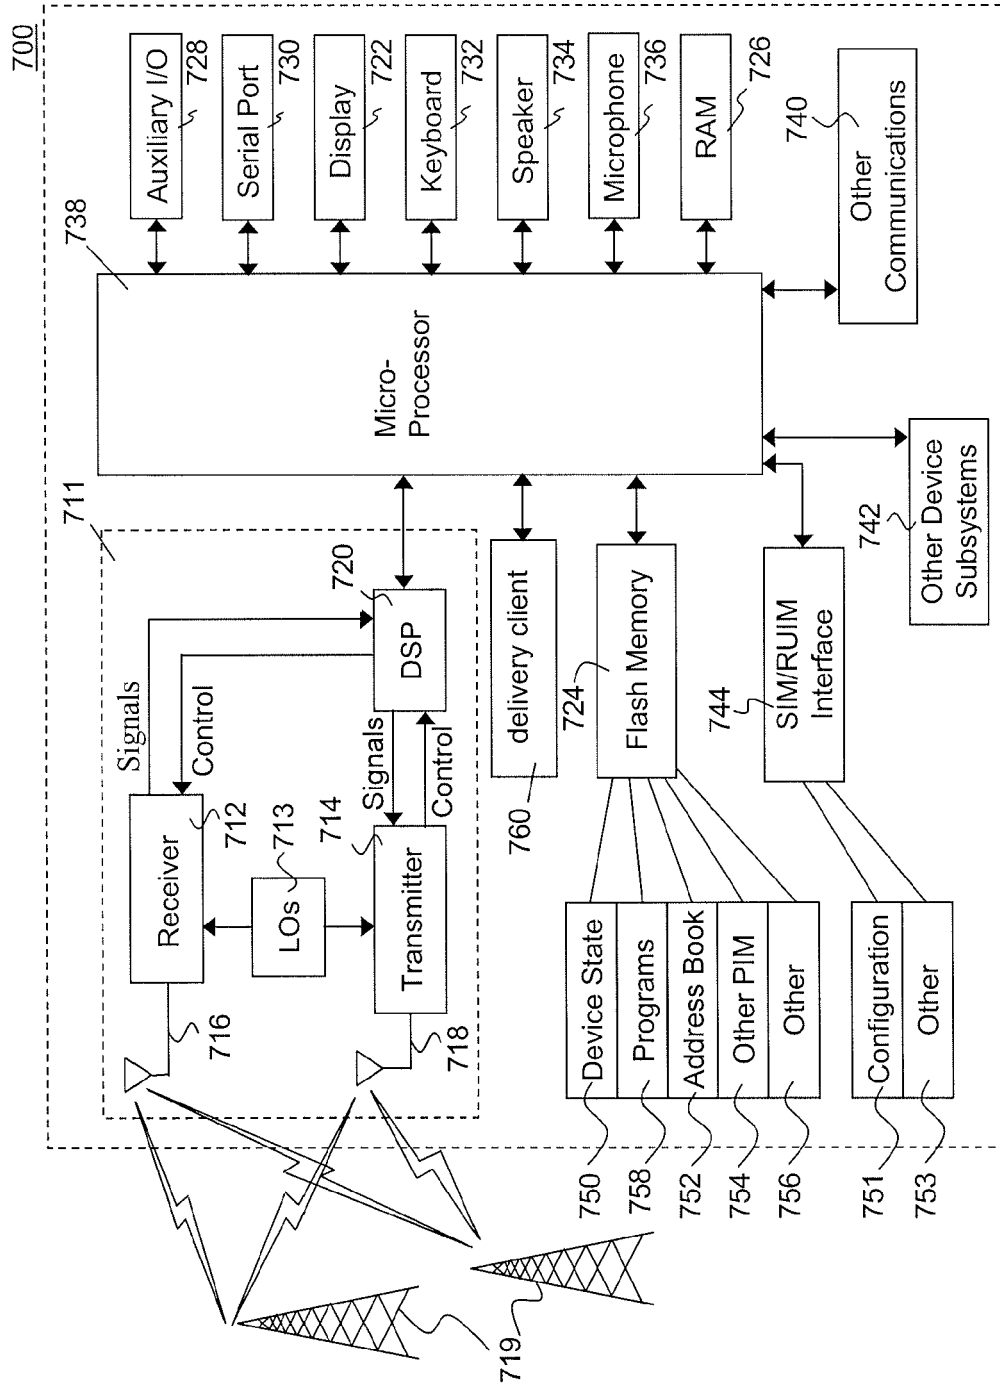 700
711
738
Signals
Control
Receiver
712
716
LOs
713
714
Transmitter
718
Signals
Control
720
DSP
Micro-
Processor
Auxiliary I/O
728
Serial Port
730
Display
722
Keyboard
732
Speaker
734
Microphone
736
RAM
726
Other
Communications
740
delivery client
760
Flash Memory
724
SIM/RUIM
Interface
744
Other Device
Subsystems
742
Device State
Programs
Address Book
Other PIM
Other
750
758
752
754
756
Configuration
Other
751
753
719